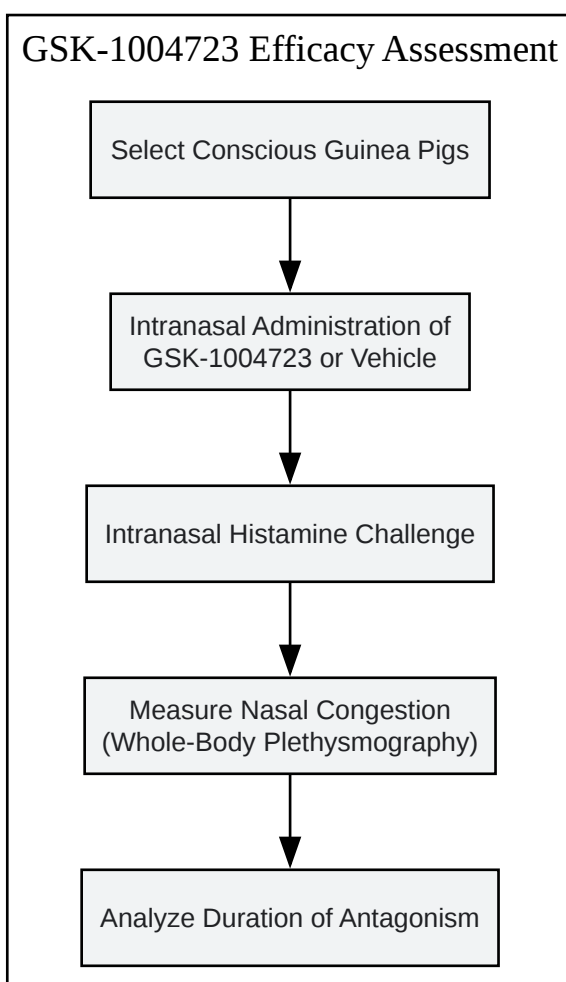 GSK-1004723 Efficacy Assessment
Select Conscious Guinea Pigs
Intranasal Administration of
GSK-1004723 or Vehicle
Intranasal Histamine Challenge
Measure Nasal Congestion
(Whole-Body Plethysmography)
Analyze Duration of Antagonism